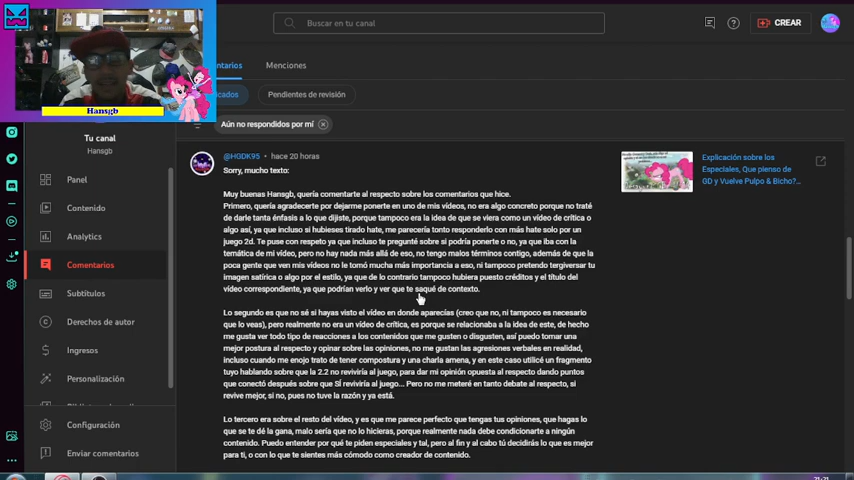 Buscar en tu canal
CREAR
entarios
Menciones
icados
Pendientes de revisión
Aún no respondidos por mí
Hansgb
Tu canal
Hansgb
Panel
Contenido
Analytics
Comentarios
Subtítulos
Derechos de autor
Ingresos
Personalización
Configuración
Enviar comentarios
@HGDK95 • hace 20 horas
Sorry, mucho texto:
Muy buenas Hansgb, quería comentarte al respecto sobre los comentarios que hice.
Primero, quería agradecerte por dejarme ponerte en uno de mis vídeos, no era algo concreto porque no traté
de darle tanta énfasis a lo que dijiste, porque tampoco era la idea de que se viera como un vídeo de crítica o
algo así, ya que incluso si hubieses tirado hate, me parecería tonto responderlo con más hate solo por un
juego 2d. Te puse con respeto ya que incluso te pregunté sobre si podría ponerte o no, ya que iba con la
temática de mi vídeo, pero no hay nada más allá de eso, no tengo malos términos contigo, además de que la
poca gente que ven mis vídeos no le tomó mucha más importancia a eso, ni tampoco pretendo tergiversar tu
imagen satírica o algo por el estilo, ya que de lo contrario tampoco hubiera puesto créditos y el título del
vídeo correspondiente, ya que podrían verlo y ver que te saqué de contexto.
Lo segundo es que no sé si hayas visto el vídeo en donde aparecías (creo que no, ni tampoco es necesario
que lo veas), pero realmente no era un vídeo de crítica, es porque se relacionaba a la idea de este, de hecho
me gusta ver todo tipo de reacciones a los contenidos que me gusten o disgusten, así puedo tomar una
mejor postura al respecto y opinar sobre las opiniones, no me gustan las agresiones verbales en realidad,
incluso cuando me enojo trato de tener compostura y una charla amena, y en este caso utilicé un fragmento
tuyo hablando sobre que la 2.2 no reviviría al juego, para dar mi opinión opuesta al respecto dando puntos
que conectó después sobre que SÍ reviviría al juego... Pero no me meteré en tanto debate al respecto, si
revive mejor, si no, pues no tuve la razón y ya está.
Lo tercero era sobre el resto del vídeo, y es que me parece perfecto que tengas tus opiniones, que hagas lo
que se te dé la gana, malo sería que no lo hicieras, porque realmente nada debe condicionarte a ningún
contenido. Puedo entender por qué te piden especiales y tal, pero al fin y al cabo tú decidirás lo que es mejor
para ti, o con lo que te sientes más cómodo como creador de contenido.
Explicación sobre los
Especiales, Que pienso de
GD y Vuelve Pulpo & Bicho?...
21:21